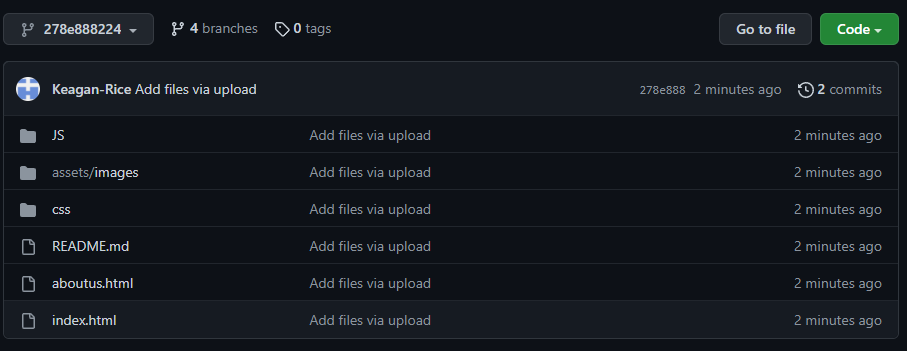 278e888224 4 branches 0 tags Go to file Code
Keagan-Rice Add files via upload 278e888 2 minutes ago 2 commits
JS Add files via upload 2 minutes ago
assets/images Add files via upload 2 minutes ago
css Add files via upload 2 minutes ago
README.md Add files via upload 2 minutes ago
aboutus.html Add files via upload 2 minutes ago
index.html Add files via upload 2 minutes ago